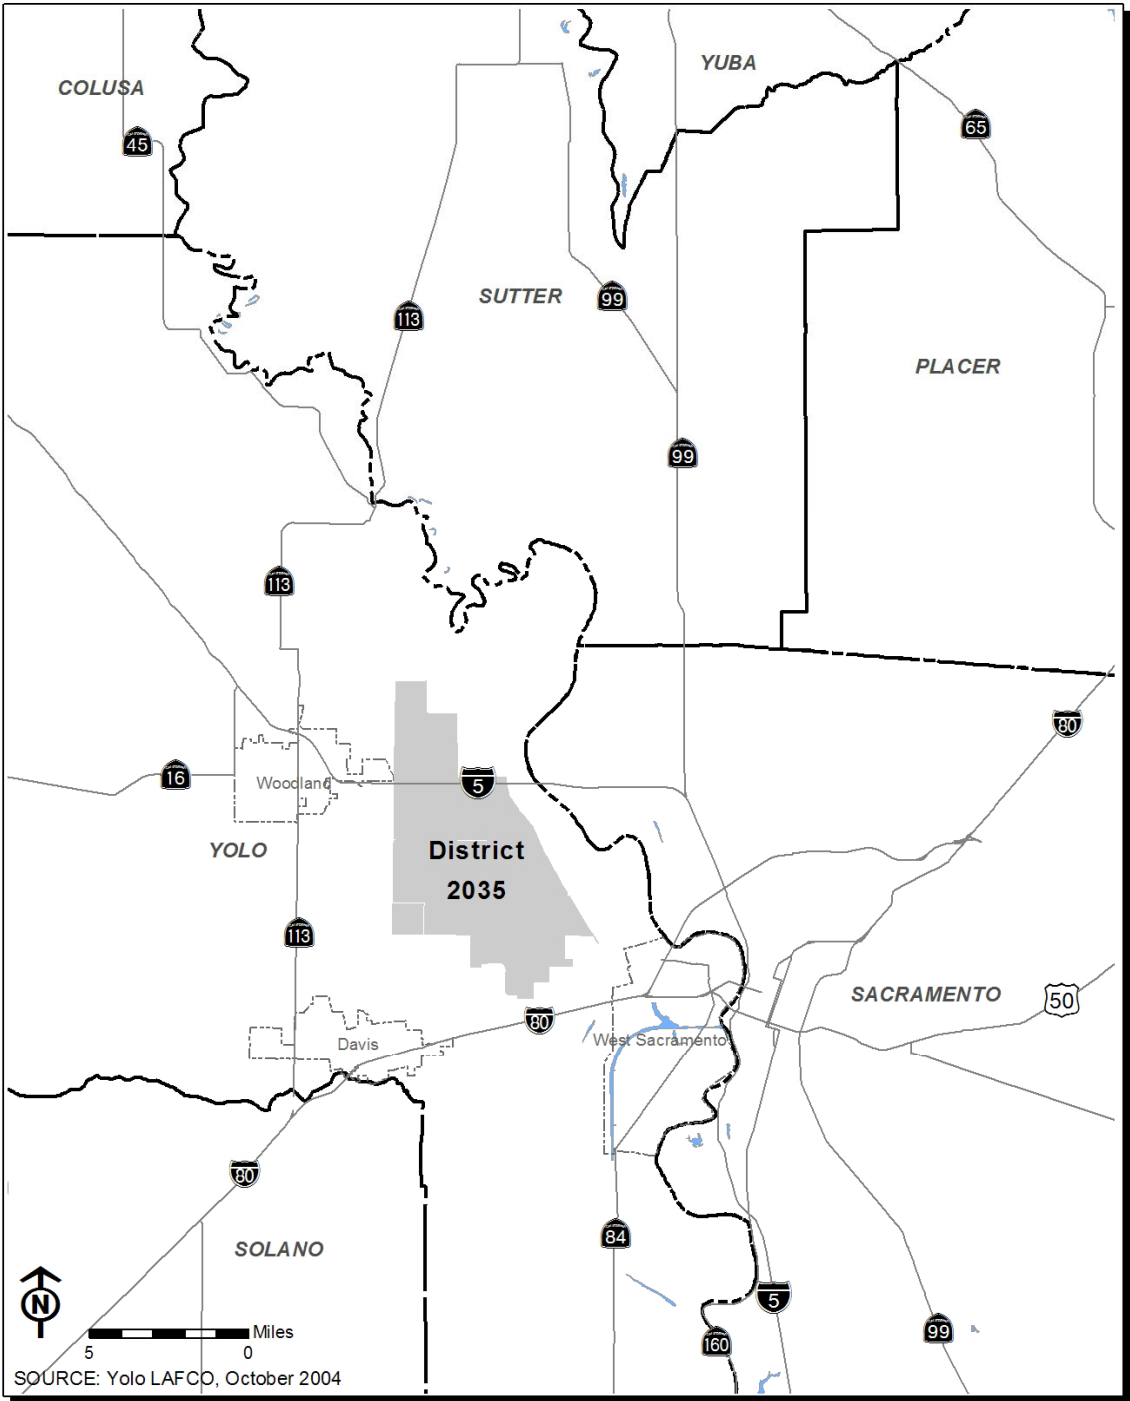 YUBA
COLUSA
65
45
SUTTER
99
113
PLACER
99
113
80
16
Woodland
5
YOLO
District
2035
113
SACRAMENTO
50
80
West Sacramento
Davis
80
84
SOLANO
5
99
160
N
Miles
5 0
SOURCE: Yolo LAFCO, October 2004